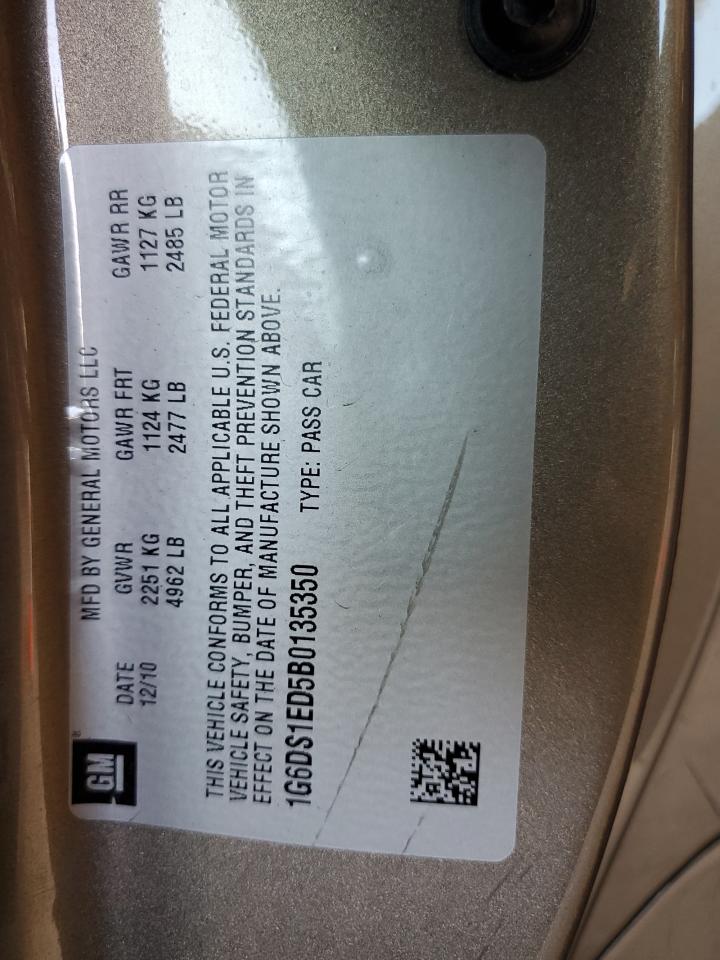 GM
MFD BY GENERAL MOTORS LLC
DATE GVWR GAWR FRT GAWR RR
12/10 2251 KG 1124 KG 1127 KG
4962 LB 2477 LB 2485 LB
THIS VEHICLE CONFORMS TO ALL APPLICABLE U.S. FEDERAL MOTOR
VEHICLE SAFETY, BUMPER, AND THEFT PREVENTION STANDARDS IN
EFFECT ON THE DATE OF MANUFACTURE SHOWN ABOVE.
1G6DS1ED5B0135350 TYPE: PASS CAR